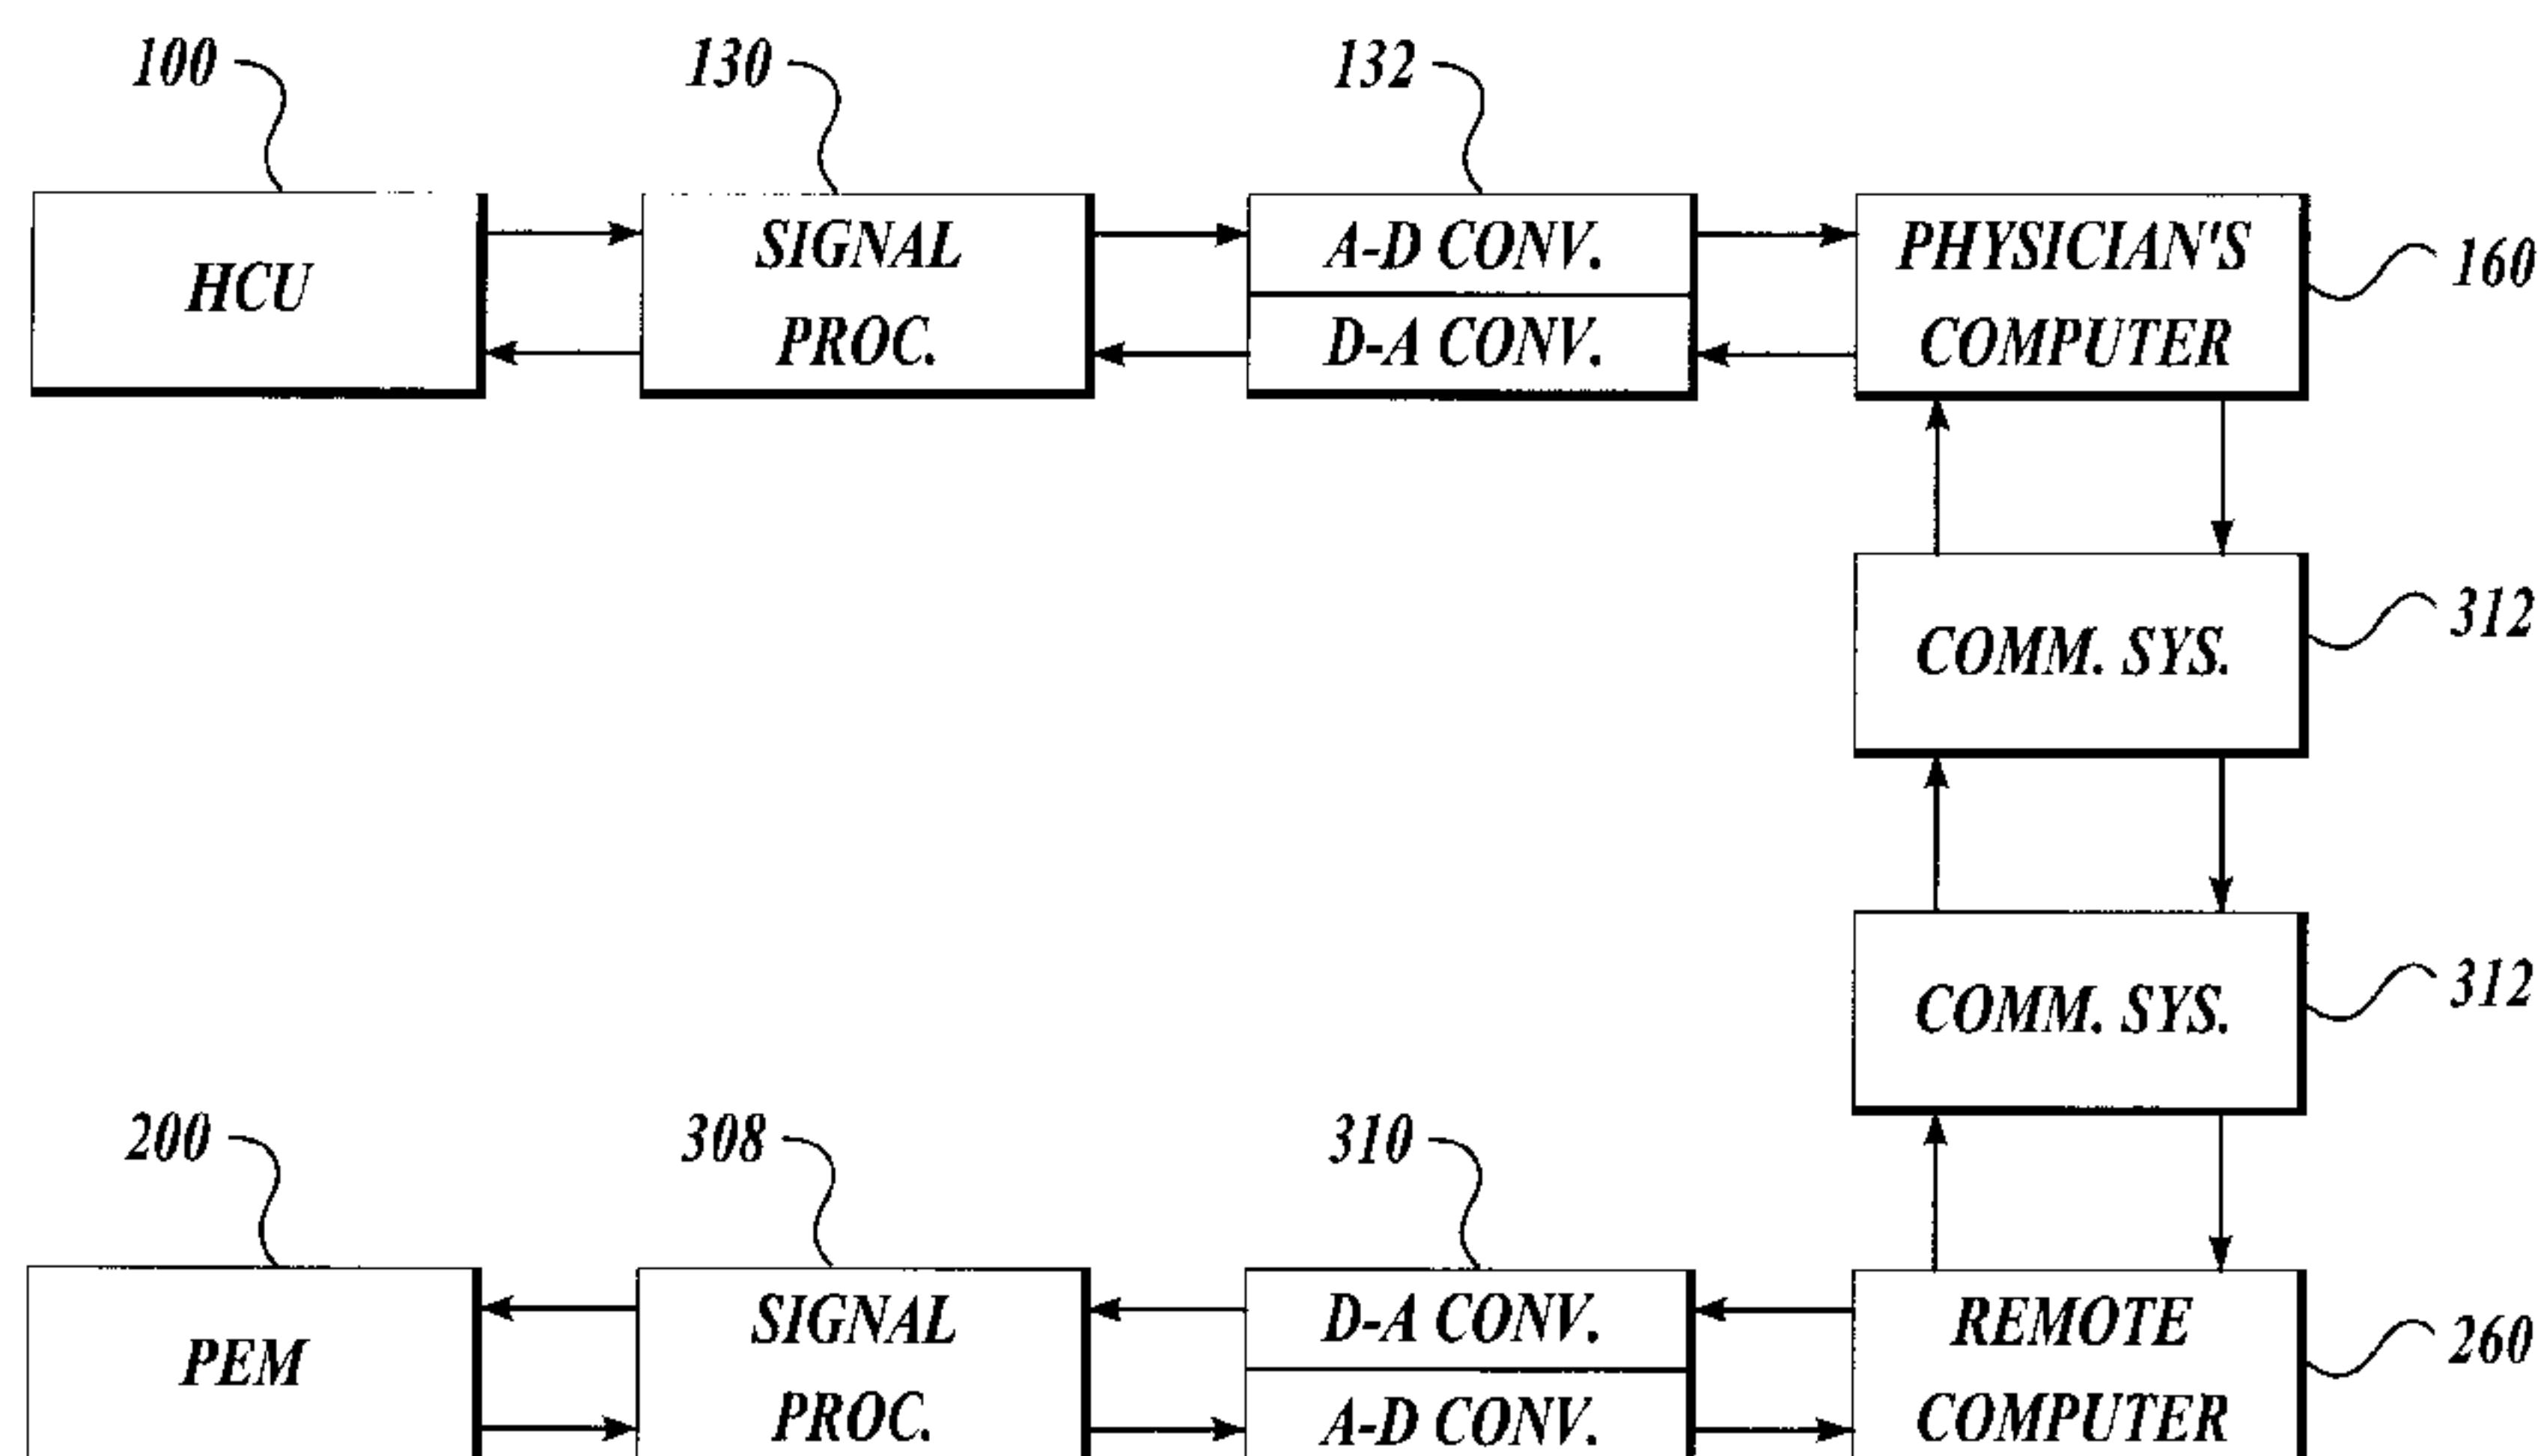 100
130
132
HCU
SIGNAL
PROC.
A-D CONV.
D-A CONV.
PHYSICIAN'S
COMPUTER
160
COMM. SYS.
312
COMM. SYS.
312
200
308
310
PEM
SIGNAL
PROC.
D-A CONV.
A-D CONV.
REMOTE
COMPUTER
260